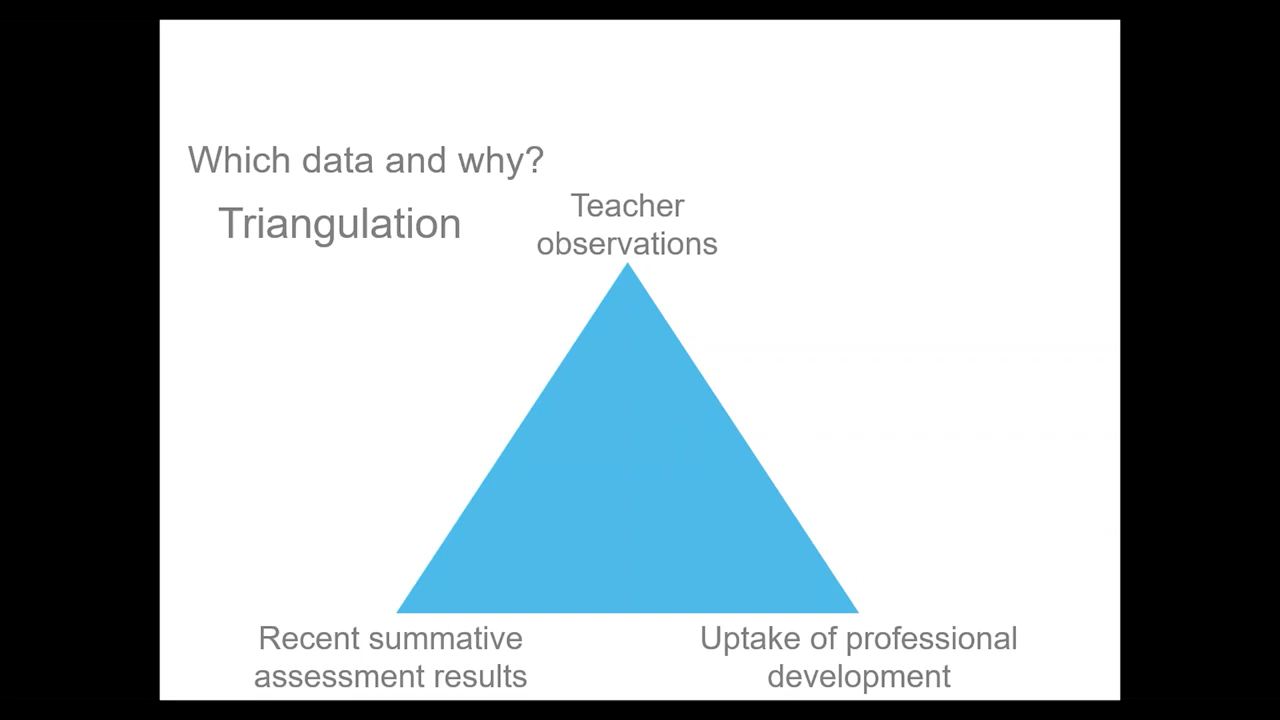 Which data and why?
Triangulation
Teacher
observations
Recent summative
assessment results
Uptake of professional
development